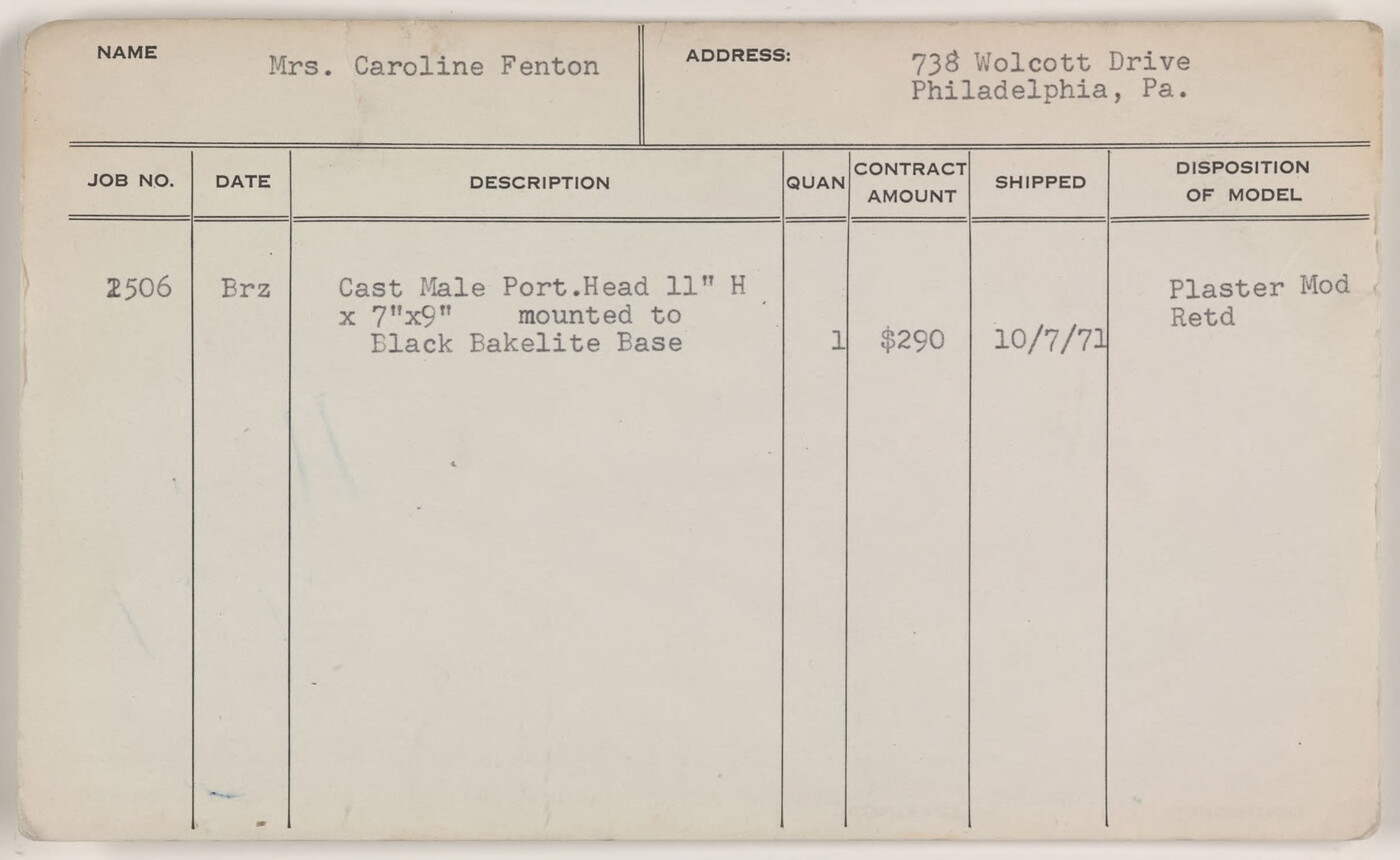 NAME Mrs. Caroline Fenton ADDRESS: 738 Wolcott Drive
Philadelphia, Pa.
JOB NO. DATE DESCRIPTION QUAN CONTRACT AMOUNT SHIPPED DISPOSITION OF MODEL
2506 Brz Cast Male Port.Head 11" H Plaster Mod
x 7"x9" mounted to Retd
Black Bakelite Base 1 $290 10/7/71